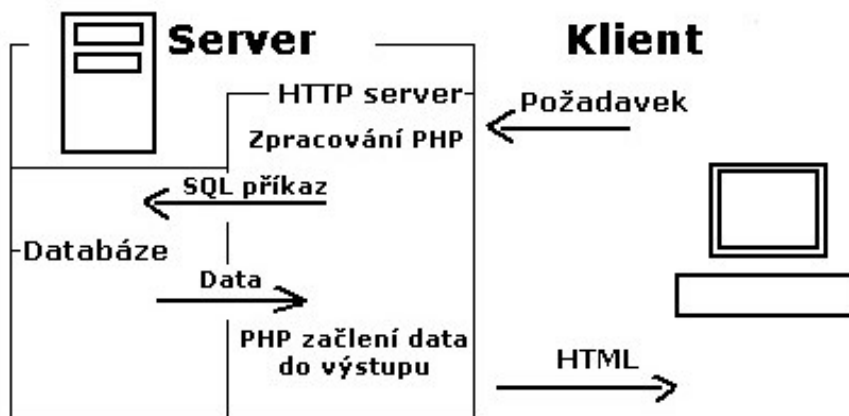 Server
Klient
HTTP server
Požadavek
Zpracování PHP
SQL příkaz
Databáze
Data
PHP začlení data
do výstupu
HTML